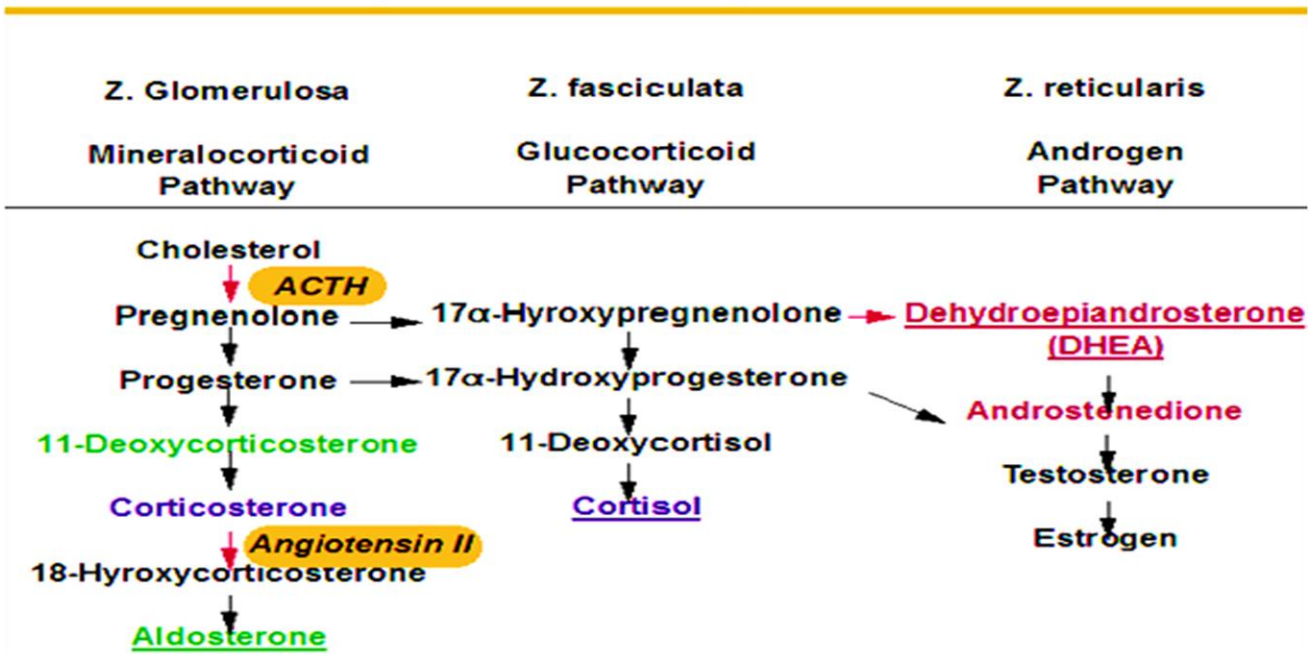 Z. Glomerulosa
Z. fasciculata
Z. reticularis
Mineralocorticoid
Pathway
Glucocorticoid
Pathway
Androgen
Pathway
Cholesterol
ACTH
Pregnenolone
17α-Hyroxypregnenolone
Dehydroepiandrosterone
(DHEA)
Progesterone
17α-Hydroxyprogesterone
Androstenedione
11-Deoxycorticosterone
11-Deoxycortisol
Testosterone
Corticosterone
Cortisol
Estrogen
Angiotensin II
18-Hyroxycorticosterone
Aldosterone